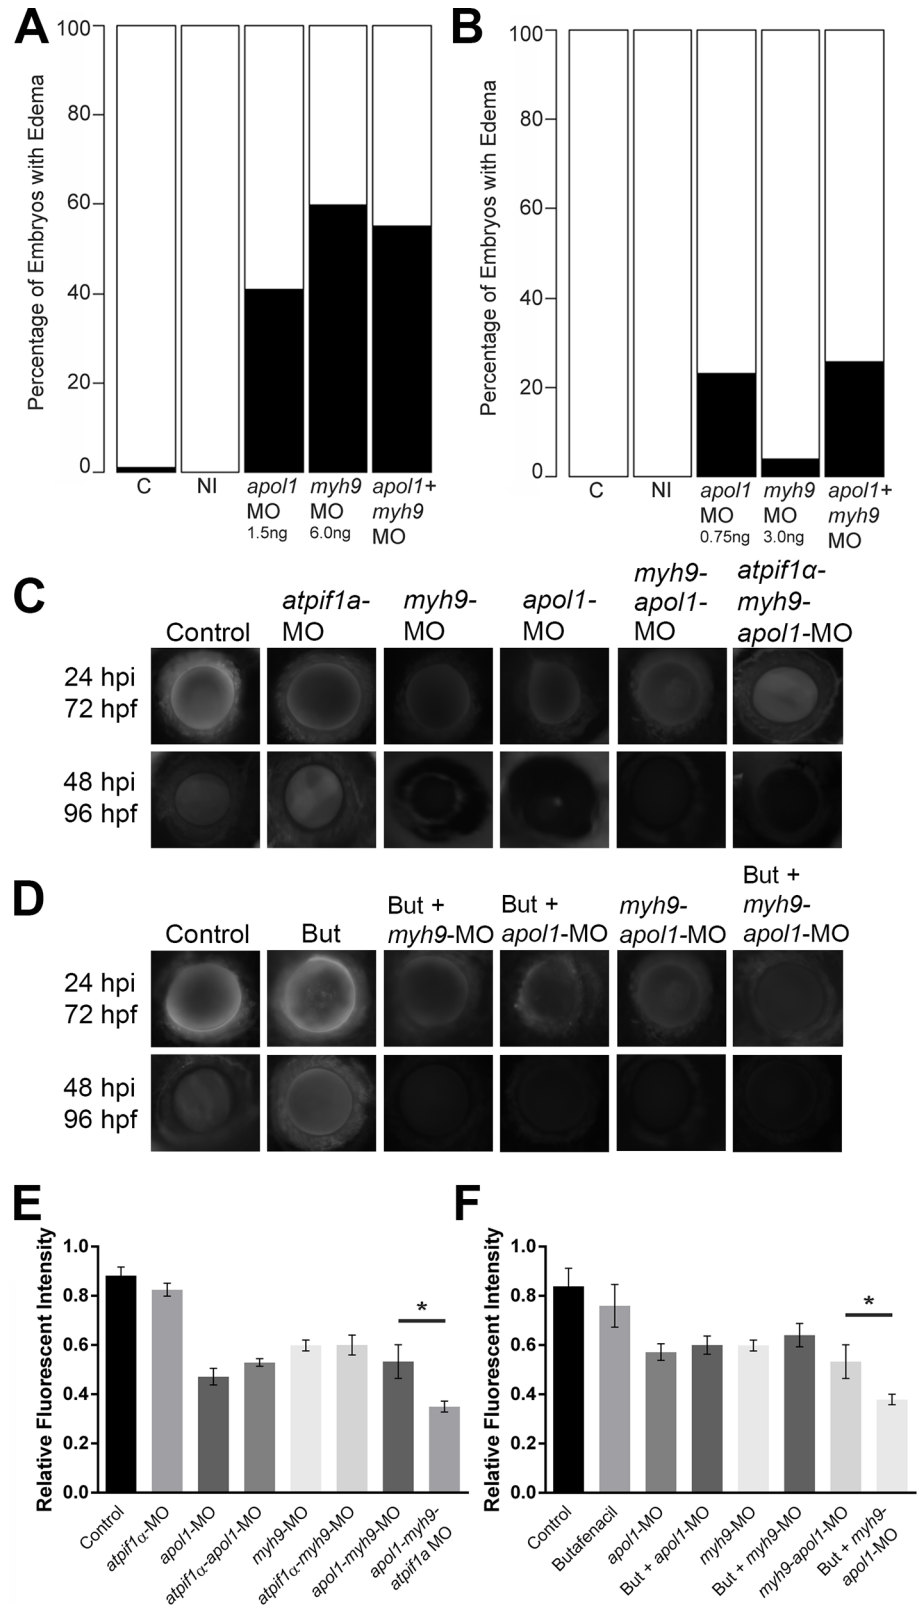 A
Percentage of Embryos with Edema
100
80
60
40
20
0
C
NI
apol1
MO
1.5ng
myh9
MO
6.0ng
apol1+
myh9
MO
B
Percentage of Embryos with Edema
100
80
60
40
20
0
C
NI
apol1
MO
0.75ng
myh9
MO
3.0ng
apol1+
myh9
MO
C
Control
atpif1a-
MO
myh9-
MO
apol1-
MO
myh9-
apol1-
MO
atpif1α-
myh9-
apol1-MO
24 hpi
72 hpf
48 hpi
96 hpf
D
Control
But
But +
myh9-MO
But +
apol1-MO
myh9-
apol1-MO
But +
myh9-
apol1-MO
24 hpi
72 hpf
48 hpi
96 hpf
E
Relative Fluorescent Intensity
1.0
0.8
0.6
0.4
0.2
0.0
*
Control
atpif1α-MO
apol1-MO
atpif1α-apol1-MO
myh9-MO
atpif1α-myh9-MO
apol1-myh9-MO
apol1-myh9-
atpif1a MO
F
Relative Fluorescent Intensity
1.0
0.8
0.6
0.4
0.2
0.0
*
Control
Butafenacil
apol1-MO
But + apol1-MO
myh9-MO
But + myh9-MO
myh9-apol1-MO
But + myh9-
apol1-MO